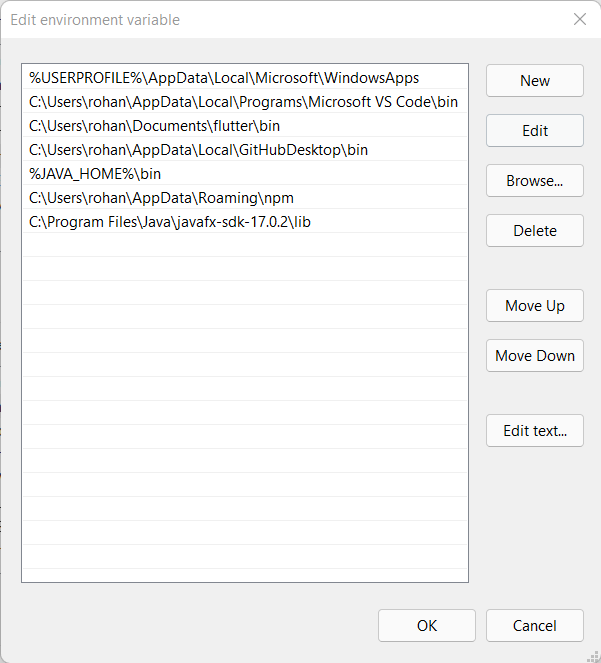 Edit environment variable
%USERPROFILE%\AppData\Local\Microsoft\WindowsApps
C:\Users\rohan\AppData\Local\Programs\Microsoft VS Code\bin
C:\Users\rohan\Documents\flutter\bin
C:\Users\rohan\AppData\Local\GitHubDesktop\bin
%JAVA_HOME%\bin
C:\Users\rohan\AppData\Roaming\npm
C:\Program Files\Java\javafx-sdk-17.0.2\lib
New
Edit
Browse...
Delete
Move Up
Move Down
Edit text...
OK
Cancel